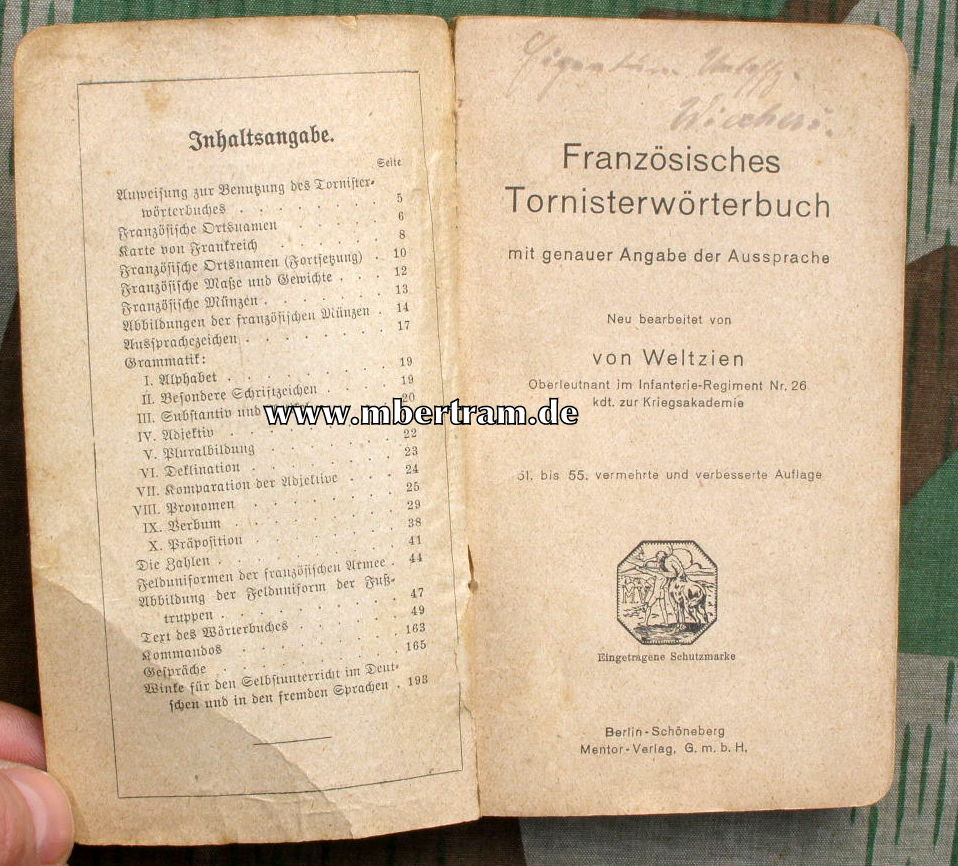 Inhaltsangabe.
Seite
Anweisung zur Benutzung des Tornister-
wörterbuches . . . . . . . . 5
Französische Ortsnamen . . . . . 6
Karte von Frankreich . . . . . . 8
Französische Ortsnamen (Fortsetzung) . 10
Französische Maße und Gewichte . . . 12
Französische Münzen . . . . . . . 13
Abbildungen der französischen Münzen . 14
Aussprachezeichen . . . . . . . . 17
Grammatik:
I. Alphabet . . . . . . . . . 19
II. Besondere Schriftzeichen . . . . 19
III. Substantiv und 20
IV. Adjektiv . . . . . . . . 22
V. Pluralbildung . . . . . . . 23
VI. Deklination . . . . . . . . 24
VII. Komparation der Adjektive . . . 25
VIII. Pronomen . . . . . . . . 29
IX. Verbum . . . . . . . . . 38
X. Präposition . . . . . . . . 41
Die Zahlen . . . . . . . . . . 44
Felduniformen der französischen Armee .
Abbildung der Felduniform der Fuß-
truppen . . . . . . . . . . 47
Text des Wörterbuches . . . . . . 49
Kommandos . . . . . . . . . . 163
Gespräche . . . . . . . . . . 165
Winke für den Selbstunterricht im Deut-
schen und in den fremden Sprachen . 193
Eigentum
Französisches
Tornisterwörterbuch
mit genauer Angabe der Aussprache
Neu bearbeitet von
von Weltzien
Oberleutnant im Infanterie-Regiment Nr. 26
kdt. zur Kriegsakademie
51. bis 55. vermehrte und verbesserte Auflage
MV
Eingetragene Schutzmarke
Berlin-Schöneberg
Mentor-Verlag, G. m. b. H.
www.mbertram.de